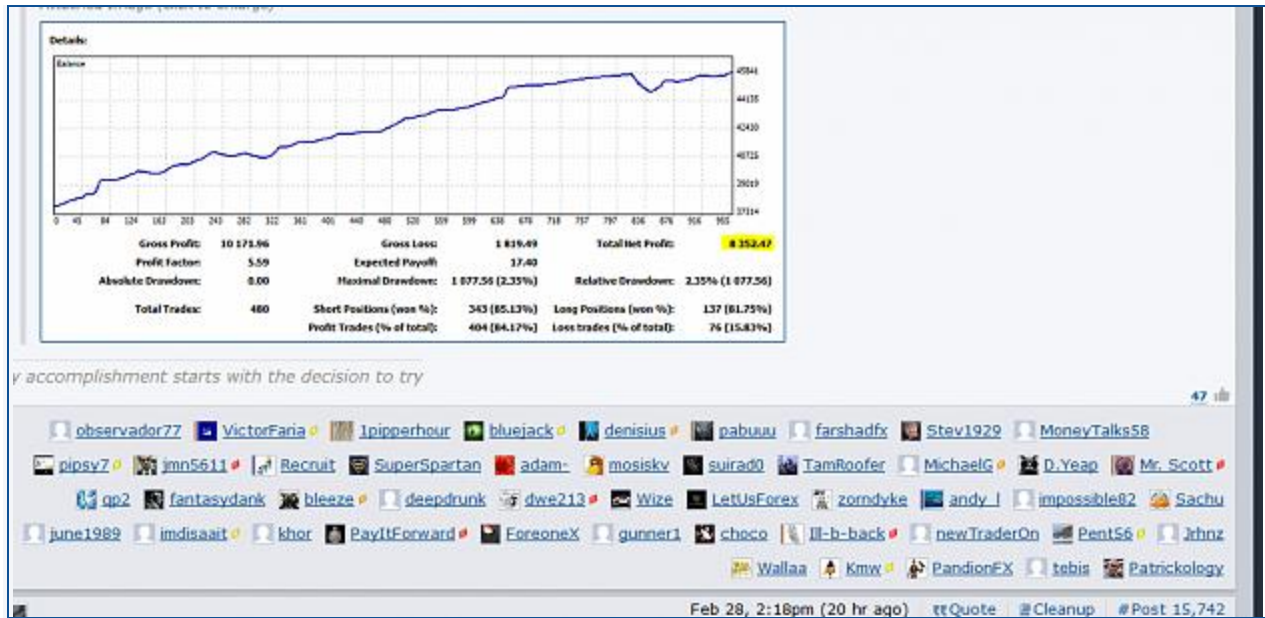 Details:
Balance
45841
44135
42430
40725
39019
37314
0 45 84 124 163 203 243 282 322 361 401 440 480 520 559 599 638 678 718 757 797 836 876 916 955
Gross Profit: 10 171.96 Gross Loss: 1 819.49 Total Net Profit: 8 352.47
Profit Factor: 5.59 Expected Payoff: 17.40
Absolute Drawdown: 0.00 Maximal Drawdown: 1 077.56 (2.35%) Relative Drawdown: 2.35% (1 077.56)
Total Trades: 480 Short Positions (won %): 343 (85.13%) Long Positions (won %): 137 (81.75%)
Profit Trades (% of total): 404 (84.17%) Loss trades (% of total): 76 (15.83%)
y accomplishment starts with the decision to try
47
observador77 VictorFaria 1pipperhour bluejack denisius pabuuu farshadfx Stev1929 MoneyTalks58
pipsy7 jmn5611 Recruit SuperSpartan adam- mosiskv suirad0 TamRoofer MichaelG D.Yeap Mr. Scott
qp2 fantasydank bleeze deepdrunk dwe213 Wize LetUsForex zorndyke andy_l impossible82 Sachu
june1989 imdisaait khor PayItForward ForeoneX gunner1 choco Ill-b-back newTraderOn Pent56 Jrhnz
Wallaa Kmw PandionFX tebis Patrickology
Feb 28, 2:18pm (20 hr ago) Quote Cleanup #Post 15,742